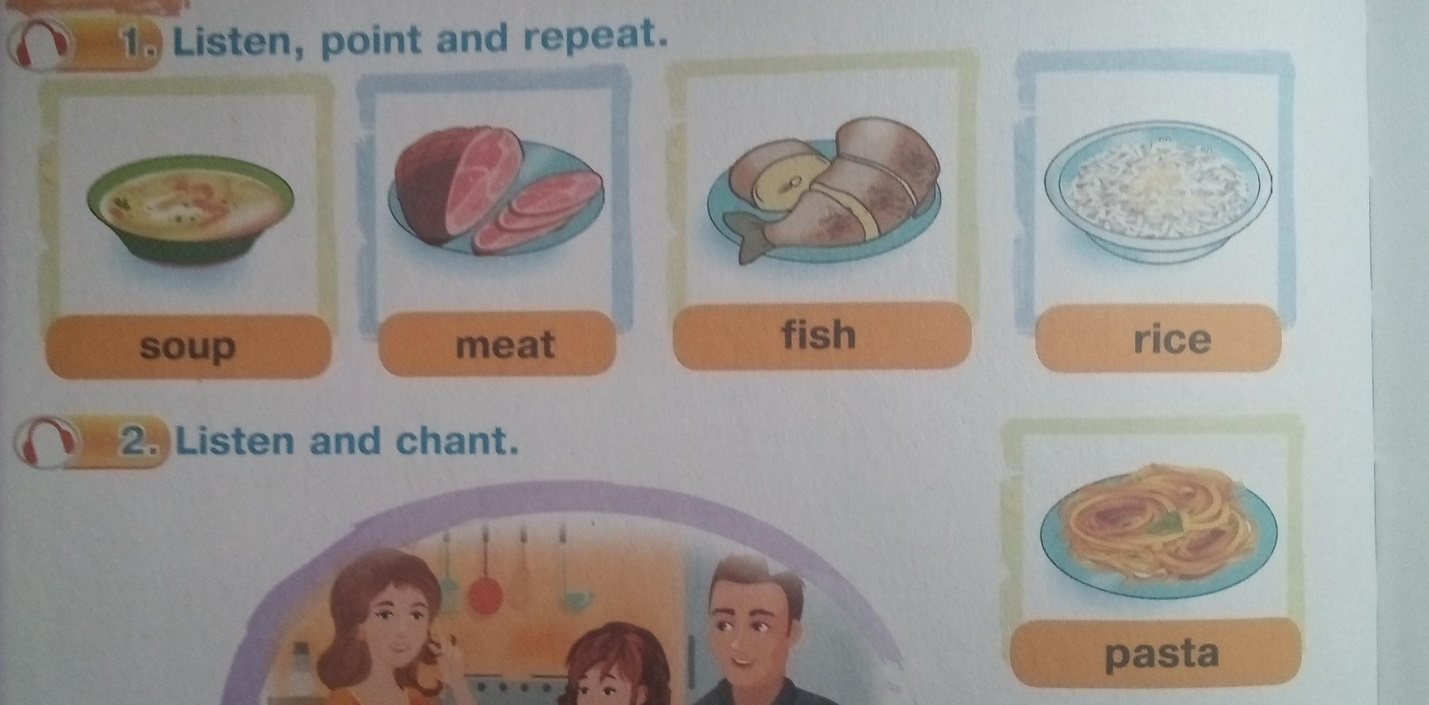 1. Listen, point and repeat.
soup
meat
fish
rice
2. Listen and chant.
pasta